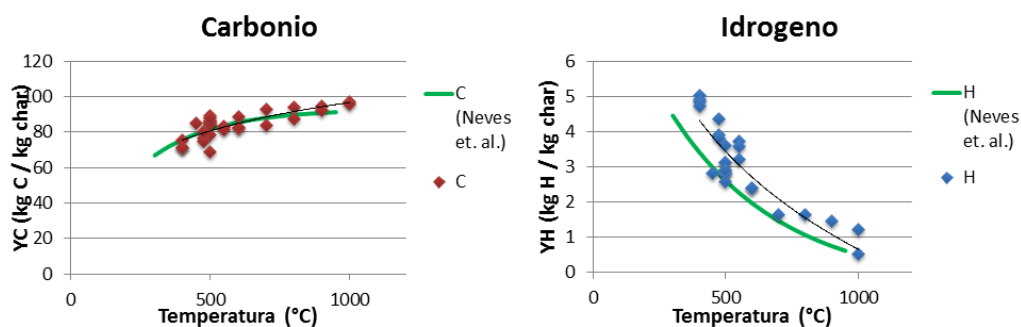 Carbonio
120
100
80
60
40
20
0
0
500
1000
YC (kg C / kg char)
Temperatura (°C)
C
(Neves
et. al.)
C
Idrogeno
6
5
4
3
2
1
0
0
500
1000
YH (kg H / kg char)
Temperatura (°C)
H
(Neves
et. al.)
H